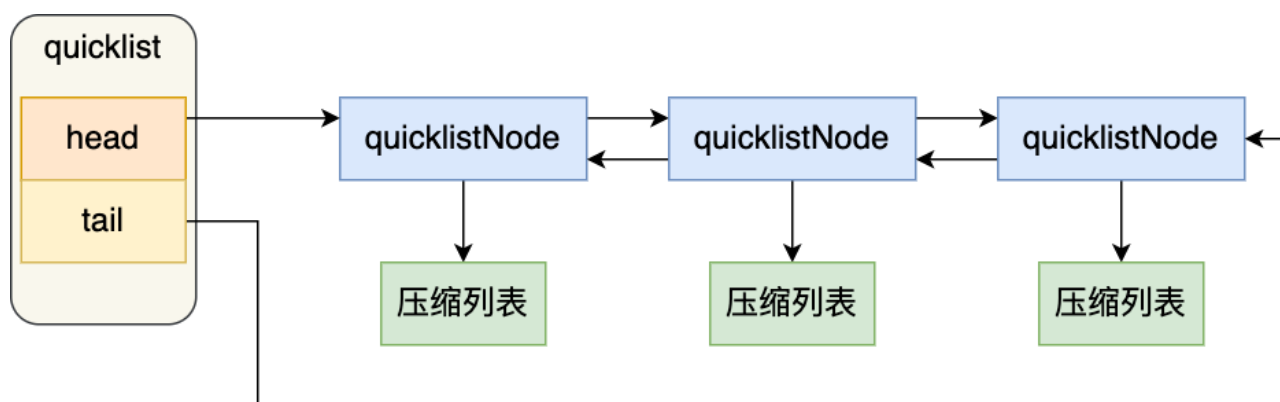 quicklist
head
tail
quicklistNode
quicklistNode
quicklistNode
压缩列表
压缩列表
压缩列表